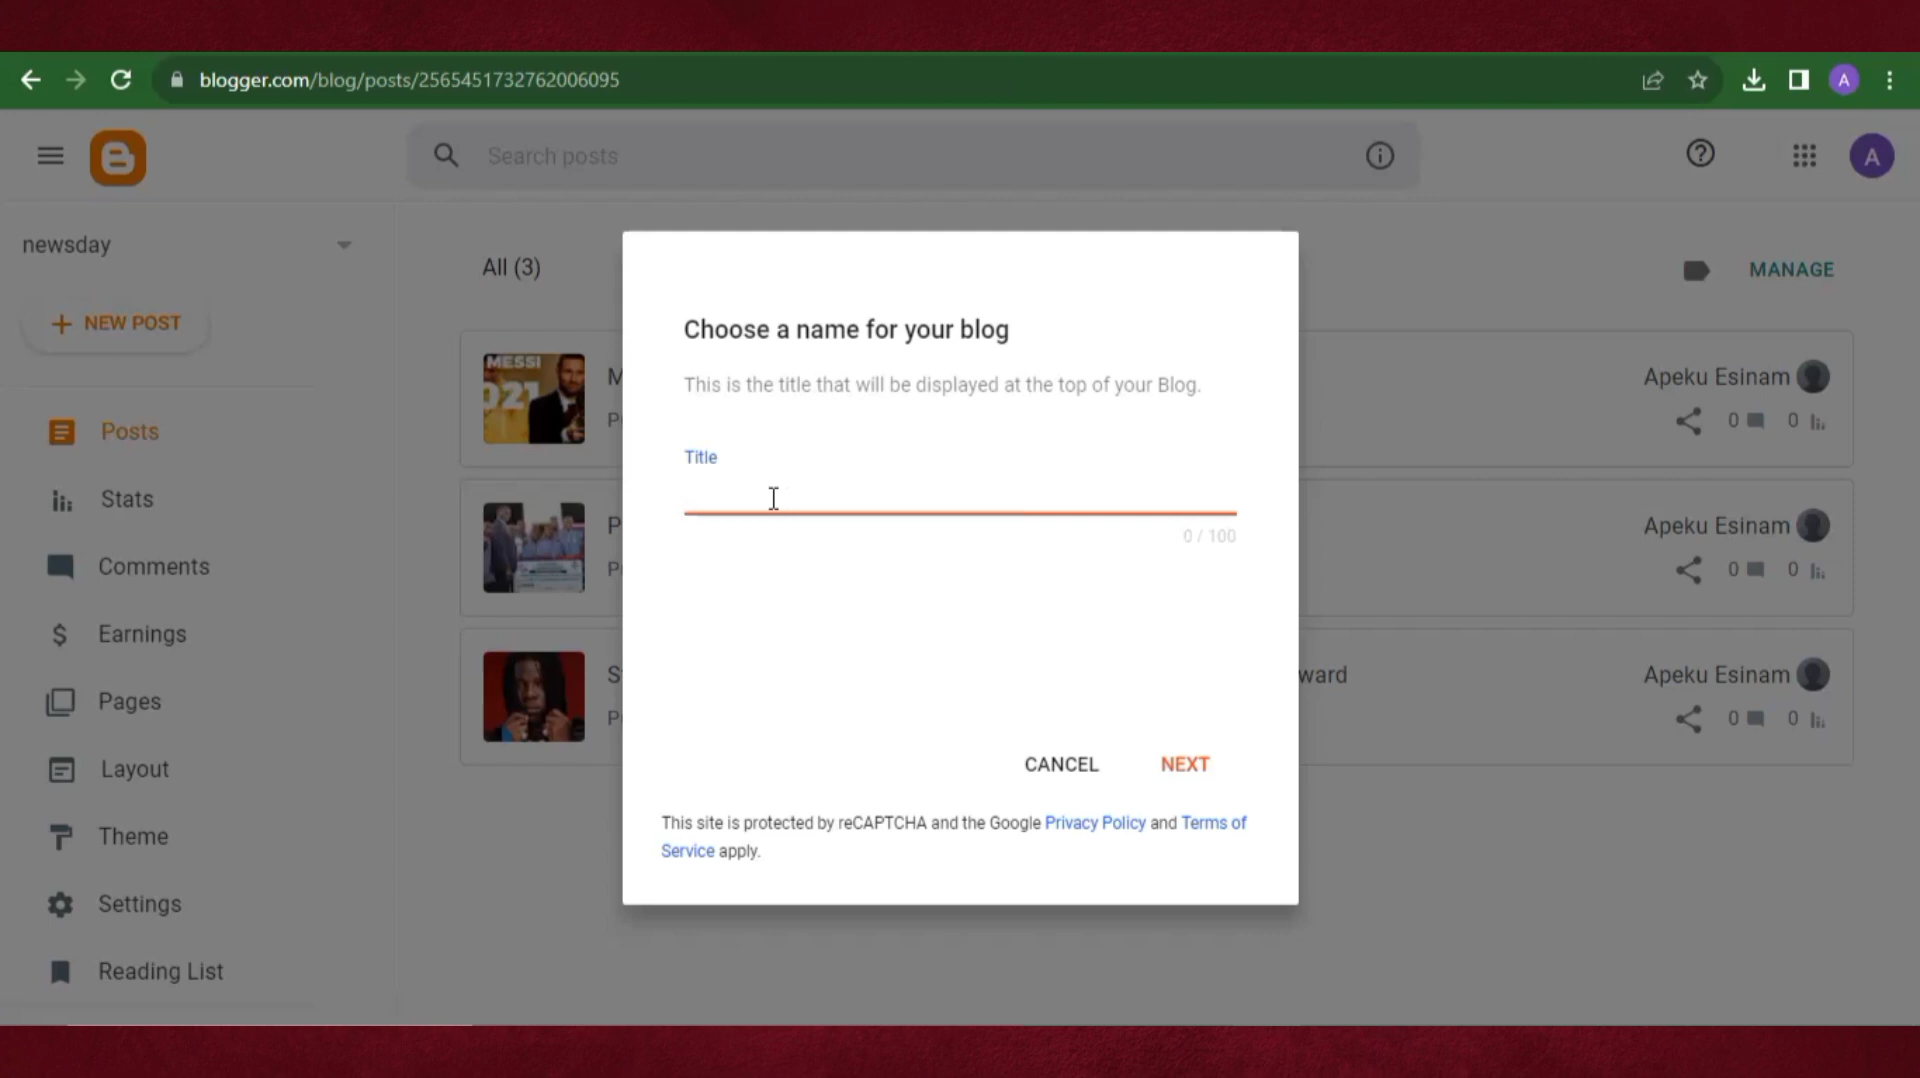 blogger.com/blog/posts/2565451732762006095
A
Search posts
A
newsday
All (3)
MANAGE
NEW POST
Choose a name for your blog
This is the title that will be displayed at the top of your Blog.
Title
0 / 100
CANCEL
NEXT
This site is protected by reCAPTCHA and the Google Privacy Policy and Terms of
Service apply.
Posts
Stats
Comments
Earnings
Pages
Layout
Theme
Settings
Reading List
MESSI
M
Apeku Esinam
0
0
P
Apeku Esinam
0
0
S
ward
Apeku Esinam
0
0